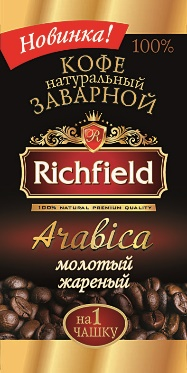 Новинка!
100%
КОФЕ
натуральный
ЗАВАРНОЙ
R
Richfield
100% NATURAL PREMIUM QUALITY
Arabica
молотый
жареный
на 1
ЧАШКУ